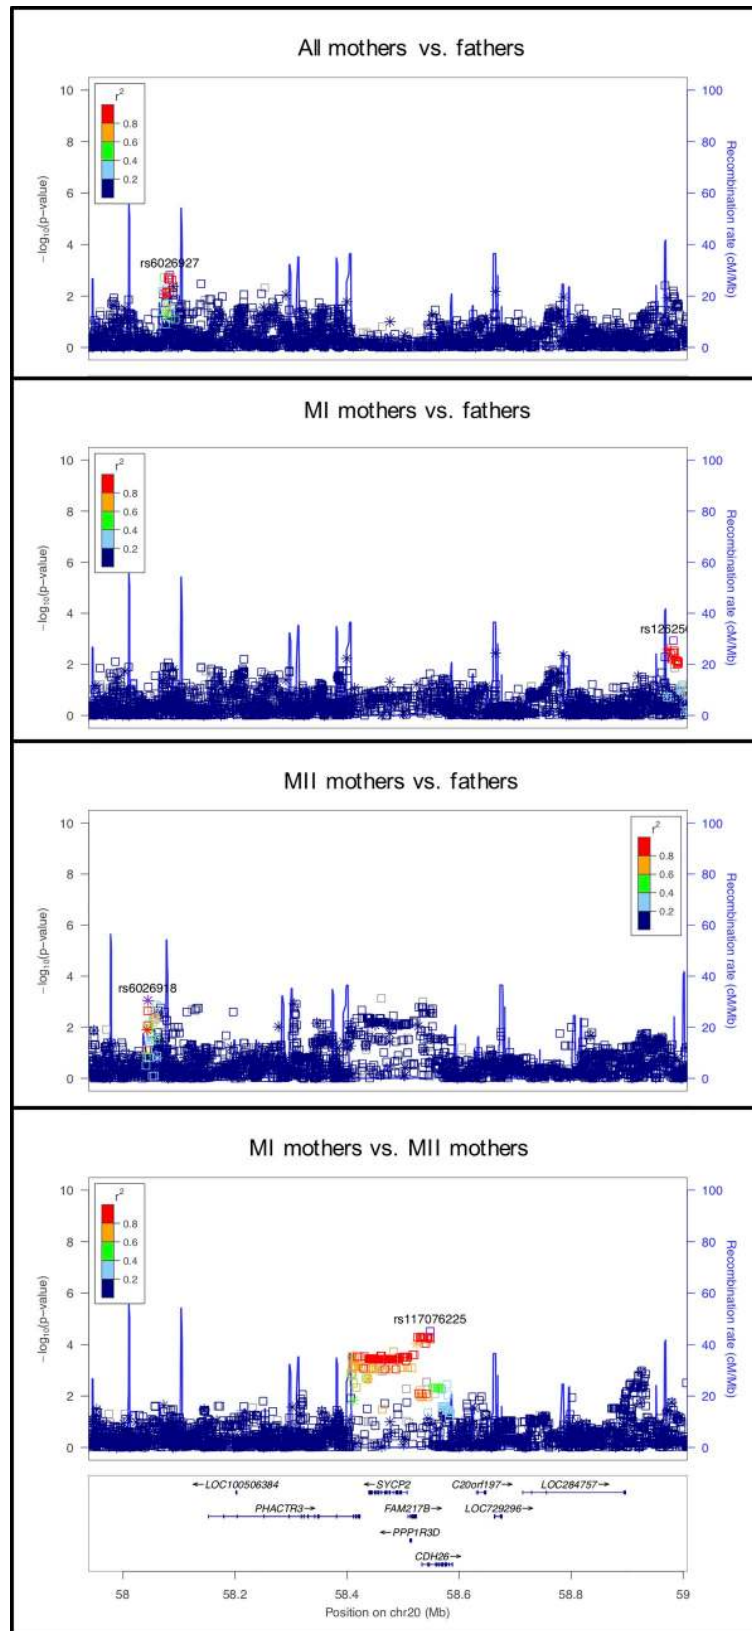 All mothers vs. fathers
10
8
6
4
2
0
−log10(p−value)
r2
0.8
0.6
0.4
0.2
rs6026927
100
80
60
40
20
0
Recombination rate (cM/Mb)
MI mothers vs. fathers
10
8
6
4
2
0
−log10(p−value)
r2
0.8
0.6
0.4
0.2
rs12625
100
80
60
40
20
0
Recombination rate (cM/Mb)
MII mothers vs. fathers
10
8
6
4
2
0
−log10(p−value)
rs6026918
r2
0.8
0.6
0.4
0.2
100
80
60
40
20
0
Recombination rate (cM/Mb)
MI mothers vs. MII mothers
10
8
6
4
2
0
−log10(p−value)
r2
0.8
0.6
0.4
0.2
rs117076225
100
80
60
40
20
0
Recombination rate (cM/Mb)
←LOC100506384 ←SYCP2 C20orf197→ LOC284757→
PHACTR3→ FAM217B→ LOC729296→
←PPP1R3D
CDH26→
58 58.2 58.4 58.6 58.8 59
Position on chr20 (Mb)